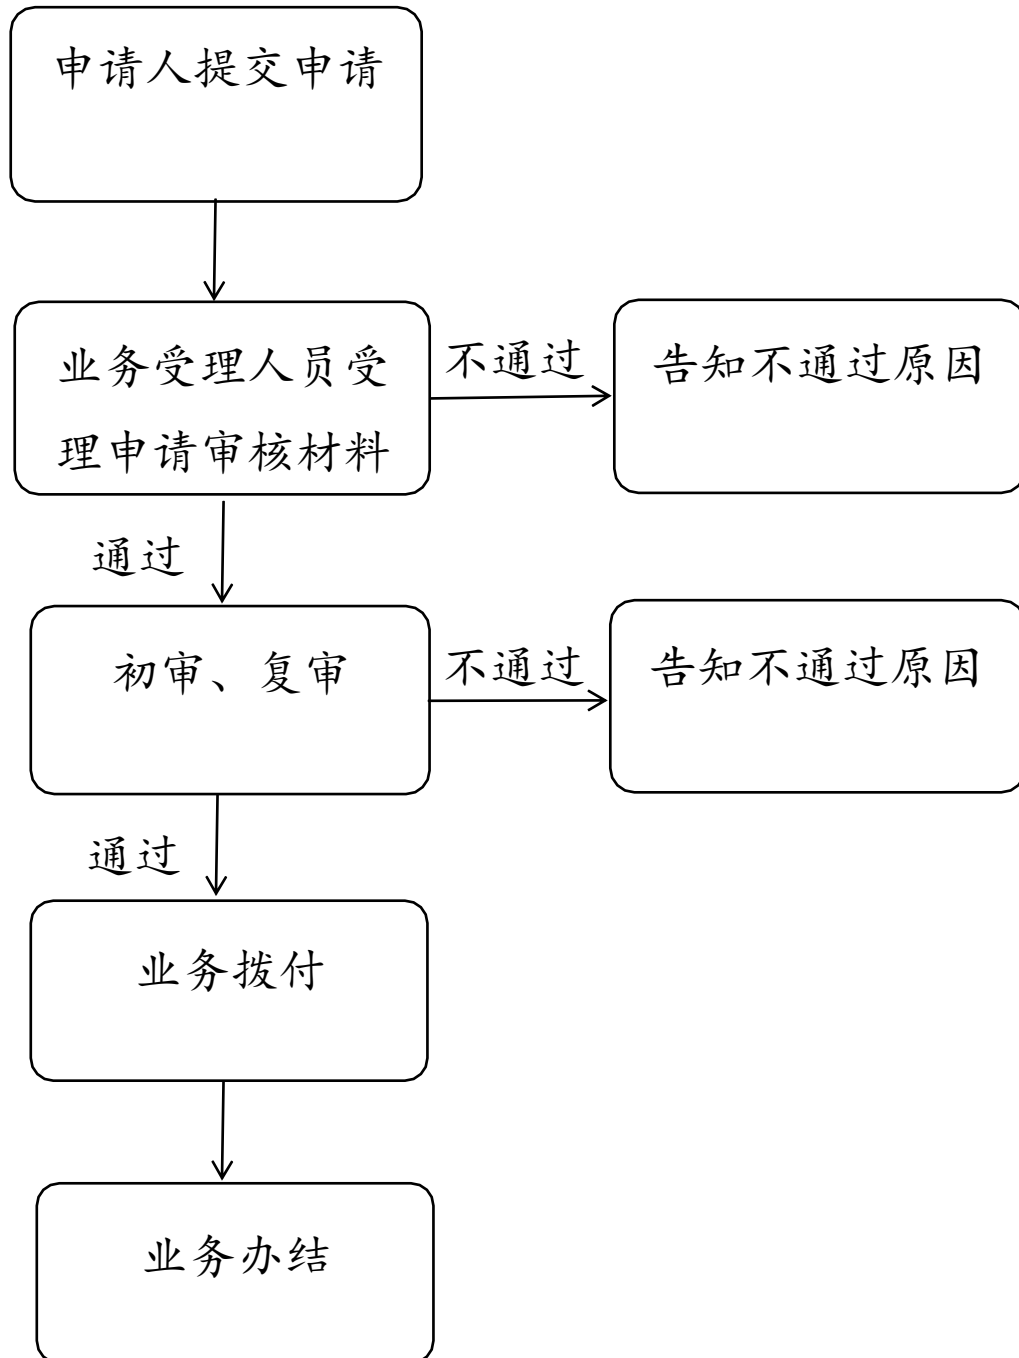 申请人提交申请
业务受理人员受
理申请审核材料
不通过
告知不通过原因
通过
初审、复审
不通过
告知不通过原因
通过
业务拨付
业务办结